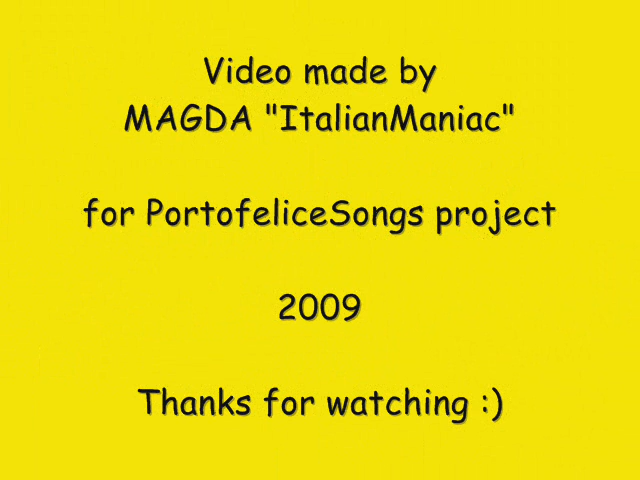 Video made by
MAGDA "ItalianManiac"
for PortofeliceSongs project
2009
Thanks for watching :)